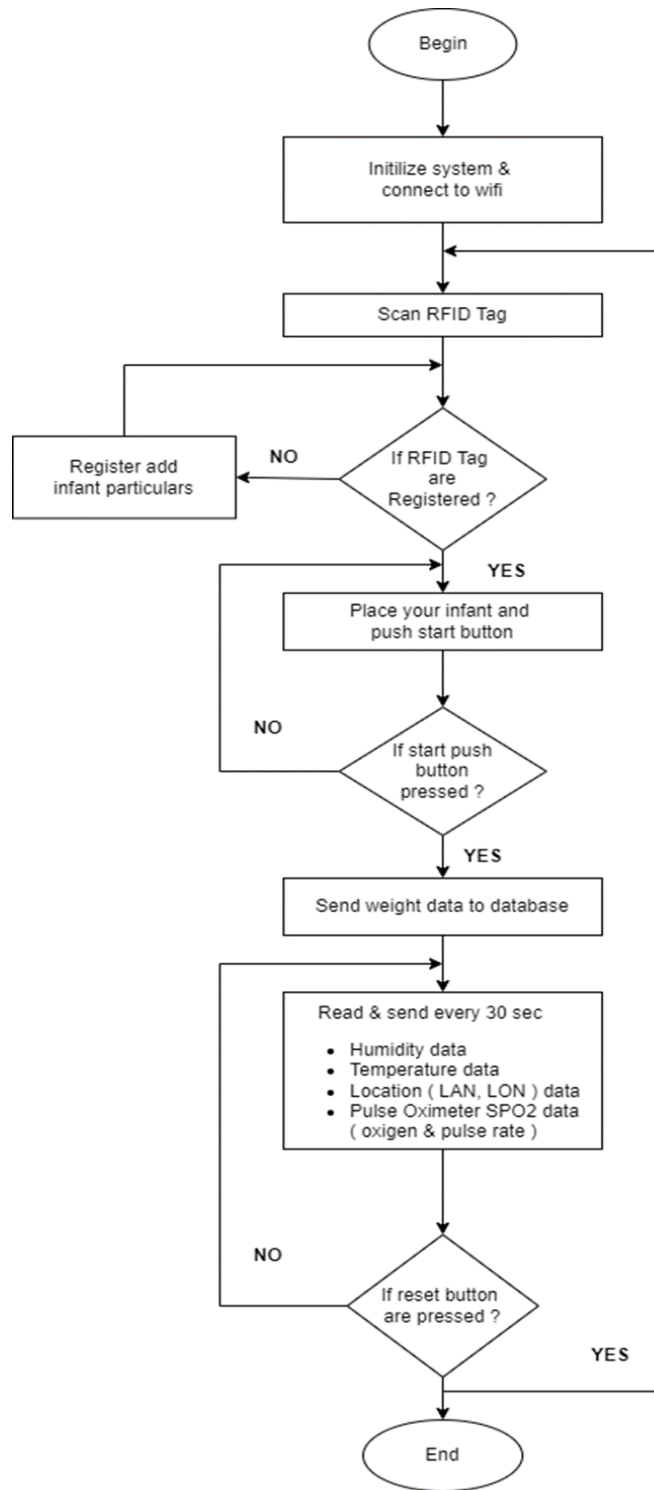 Begin
Initilize system &
connect to wifi
Scan RFID Tag
If RFID Tag
are
Registered ?
NO
Register add
infant particulars
YES
Place your infant and
push start button
If start push
button
pressed ?
NO
YES
Send weight data to database
Read & send every 30 sec
• Humidity data
• Temperature data
• Location ( LAN, LON ) data
• Pulse Oximeter SPO2 data
( oxigen & pulse rate )
NO
If reset button
are pressed ?
YES
End